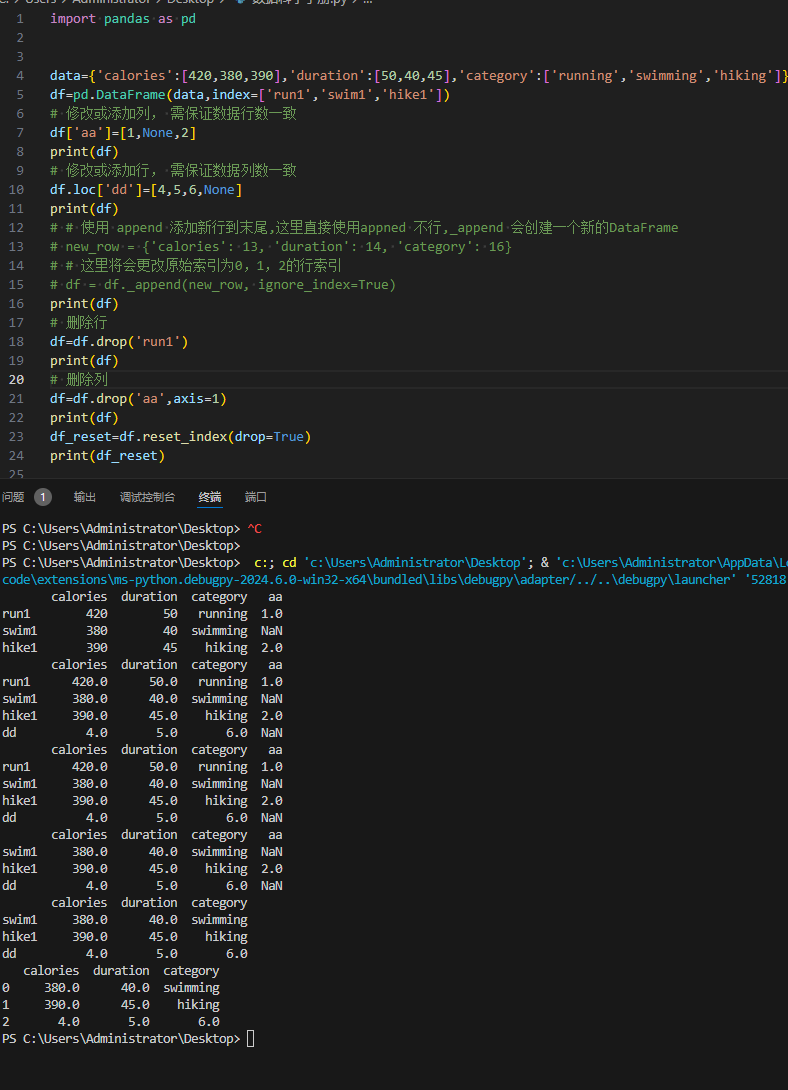 Users > Administrator > Desktop > 数据科学手册.py > ...
1 import pandas as pd
2
3
4 data={'calories':[420,380,390],'duration':[50,40,45],'category':['running','swimming','hiking']}
5 df=pd.DataFrame(data,index=['run1','swim1','hike1'])
6 # 修改或添加列， 需保证数据行数一致
7 df['aa']=[1,None,2]
8 print(df)
9 # 修改或添加行，需保证数据列数一致
10 df.loc['dd']=[4,5,6,None]
11 print(df)
12 # # 使用 append 添加新行到末尾,这里直接使用appned 不行,_append 会创建一个新的DataFrame
13 # new_row = {'calories': 13, 'duration': 14, 'category': 16}
14 # # 这里将会更改原始索引为0，1，2的行索引
15 # df = df._append(new_row, ignore_index=True)
16 print(df)
17 # 删除行
18 df=df.drop('run1')
19 print(df)
20 # 删除列
21 df=df.drop('aa',axis=1)
22 print(df)
23 df_reset=df.reset_index(drop=True)
24 print(df_reset)
25
问题 1 输出 调试控制台 终端 端口
PS C:\Users\Administrator\Desktop> ^C
PS C:\Users\Administrator\Desktop>
PS C:\Users\Administrator\Desktop>  c:; cd 'c:\Users\Administrator\Desktop'; & 'c:\Users\Administrator\AppData\Lo
code\extensions\ms-python.debugpy-2024.6.0-win32-x64\bundled\libs\debugpy\adapter/../..\debugpy\launcher' '52818
calories duration category aa
run1 420 50 running 1.0
swim1 380 40 swimming NaN
hike1 390 45 hiking 2.0
calories duration category aa
run1 420.0 50.0 running 1.0
swim1 380.0 40.0 swimming NaN
hike1 390.0 45.0 hiking 2.0
dd 4.0 5.0 6.0 NaN
calories duration category aa
run1 420.0 50.0 running 1.0
swim1 380.0 40.0 swimming NaN
hike1 390.0 45.0 hiking 2.0
dd 4.0 5.0 6.0 NaN
calories duration category aa
swim1 380.0 40.0 swimming NaN
hike1 390.0 45.0 hiking 2.0
dd 4.0 5.0 6.0 NaN
calories duration category
swim1 380.0 40.0 swimming
hike1 390.0 45.0 hiking
dd 4.0 5.0 6.0
calories duration category
0 380.0 40.0 swimming
1 390.0 45.0 hiking
2 4.0 5.0 6.0
PS C:\Users\Administrator\Desktop>